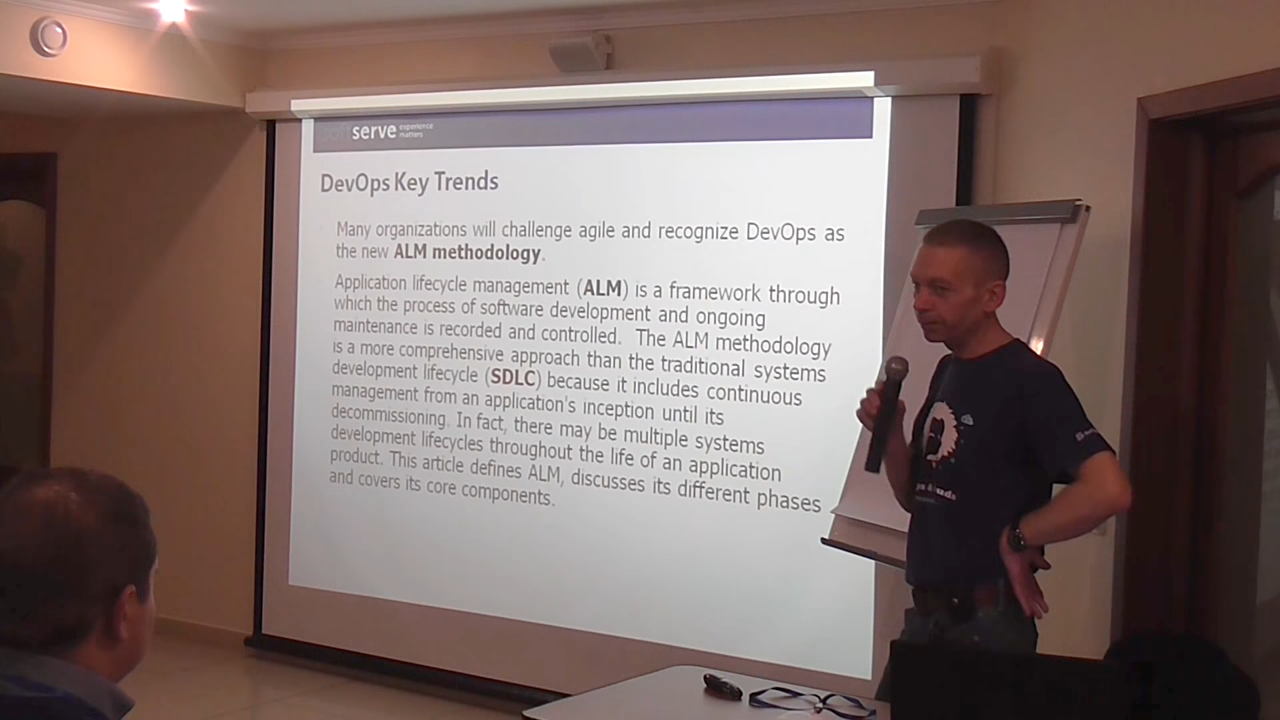 serve experience
matters
DevOps Key Trends
Many organizations will challenge agile and recognize DevOps as
the new ALM methodology.
Application lifecycle management (ALM) is a framework through
which the process of software development and ongoing
maintenance is recorded and controlled. The ALM methodology
is a more comprehensive approach than the traditional systems
development lifecycle (SDLC) because it includes continuous
management from an application's inception until its
decommissioning. In fact, there may be multiple systems
development lifecycles throughout the life of an application
product. This article defines ALM, discusses its different phases
and covers its core components.